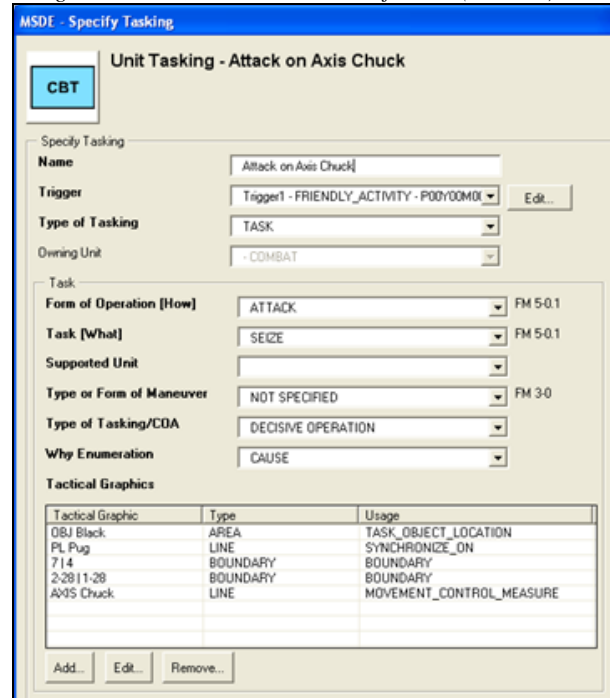 MSDE - Specify Tasking
CBT
Unit Tasking - Attack on Axis Chuck
Specify Tasking
Name Attack on Axis Chuck
Trigger Trigger1 - FRIENDLY_ACTIVITY - P00Y00M0( Edit...
Type of Tasking TASK
Owning Unit - COMBAT
Task
Form of Operation [How] ATTACK FM 5-0.1
Task [What] SEIZE FM 5-0.1
Supported Unit
Type or Form of Maneuver NOT SPECIFIED FM 3-0
Type of Tasking/COA DECISIVE OPERATION
Why Enumeration CAUSE
Tactical Graphics
Tactical Graphic Type Usage
OBJ Black AREA TASK_OBJECT_LOCATION
PL Pug LINE SYNCHRONIZE_ON
7|4 BOUNDARY BOUNDARY
2-28|1-28 BOUNDARY BOUNDARY
AXIS Chuck LINE MOVEMENT_CONTROL_MEASURE
Add... Edit... Remove...